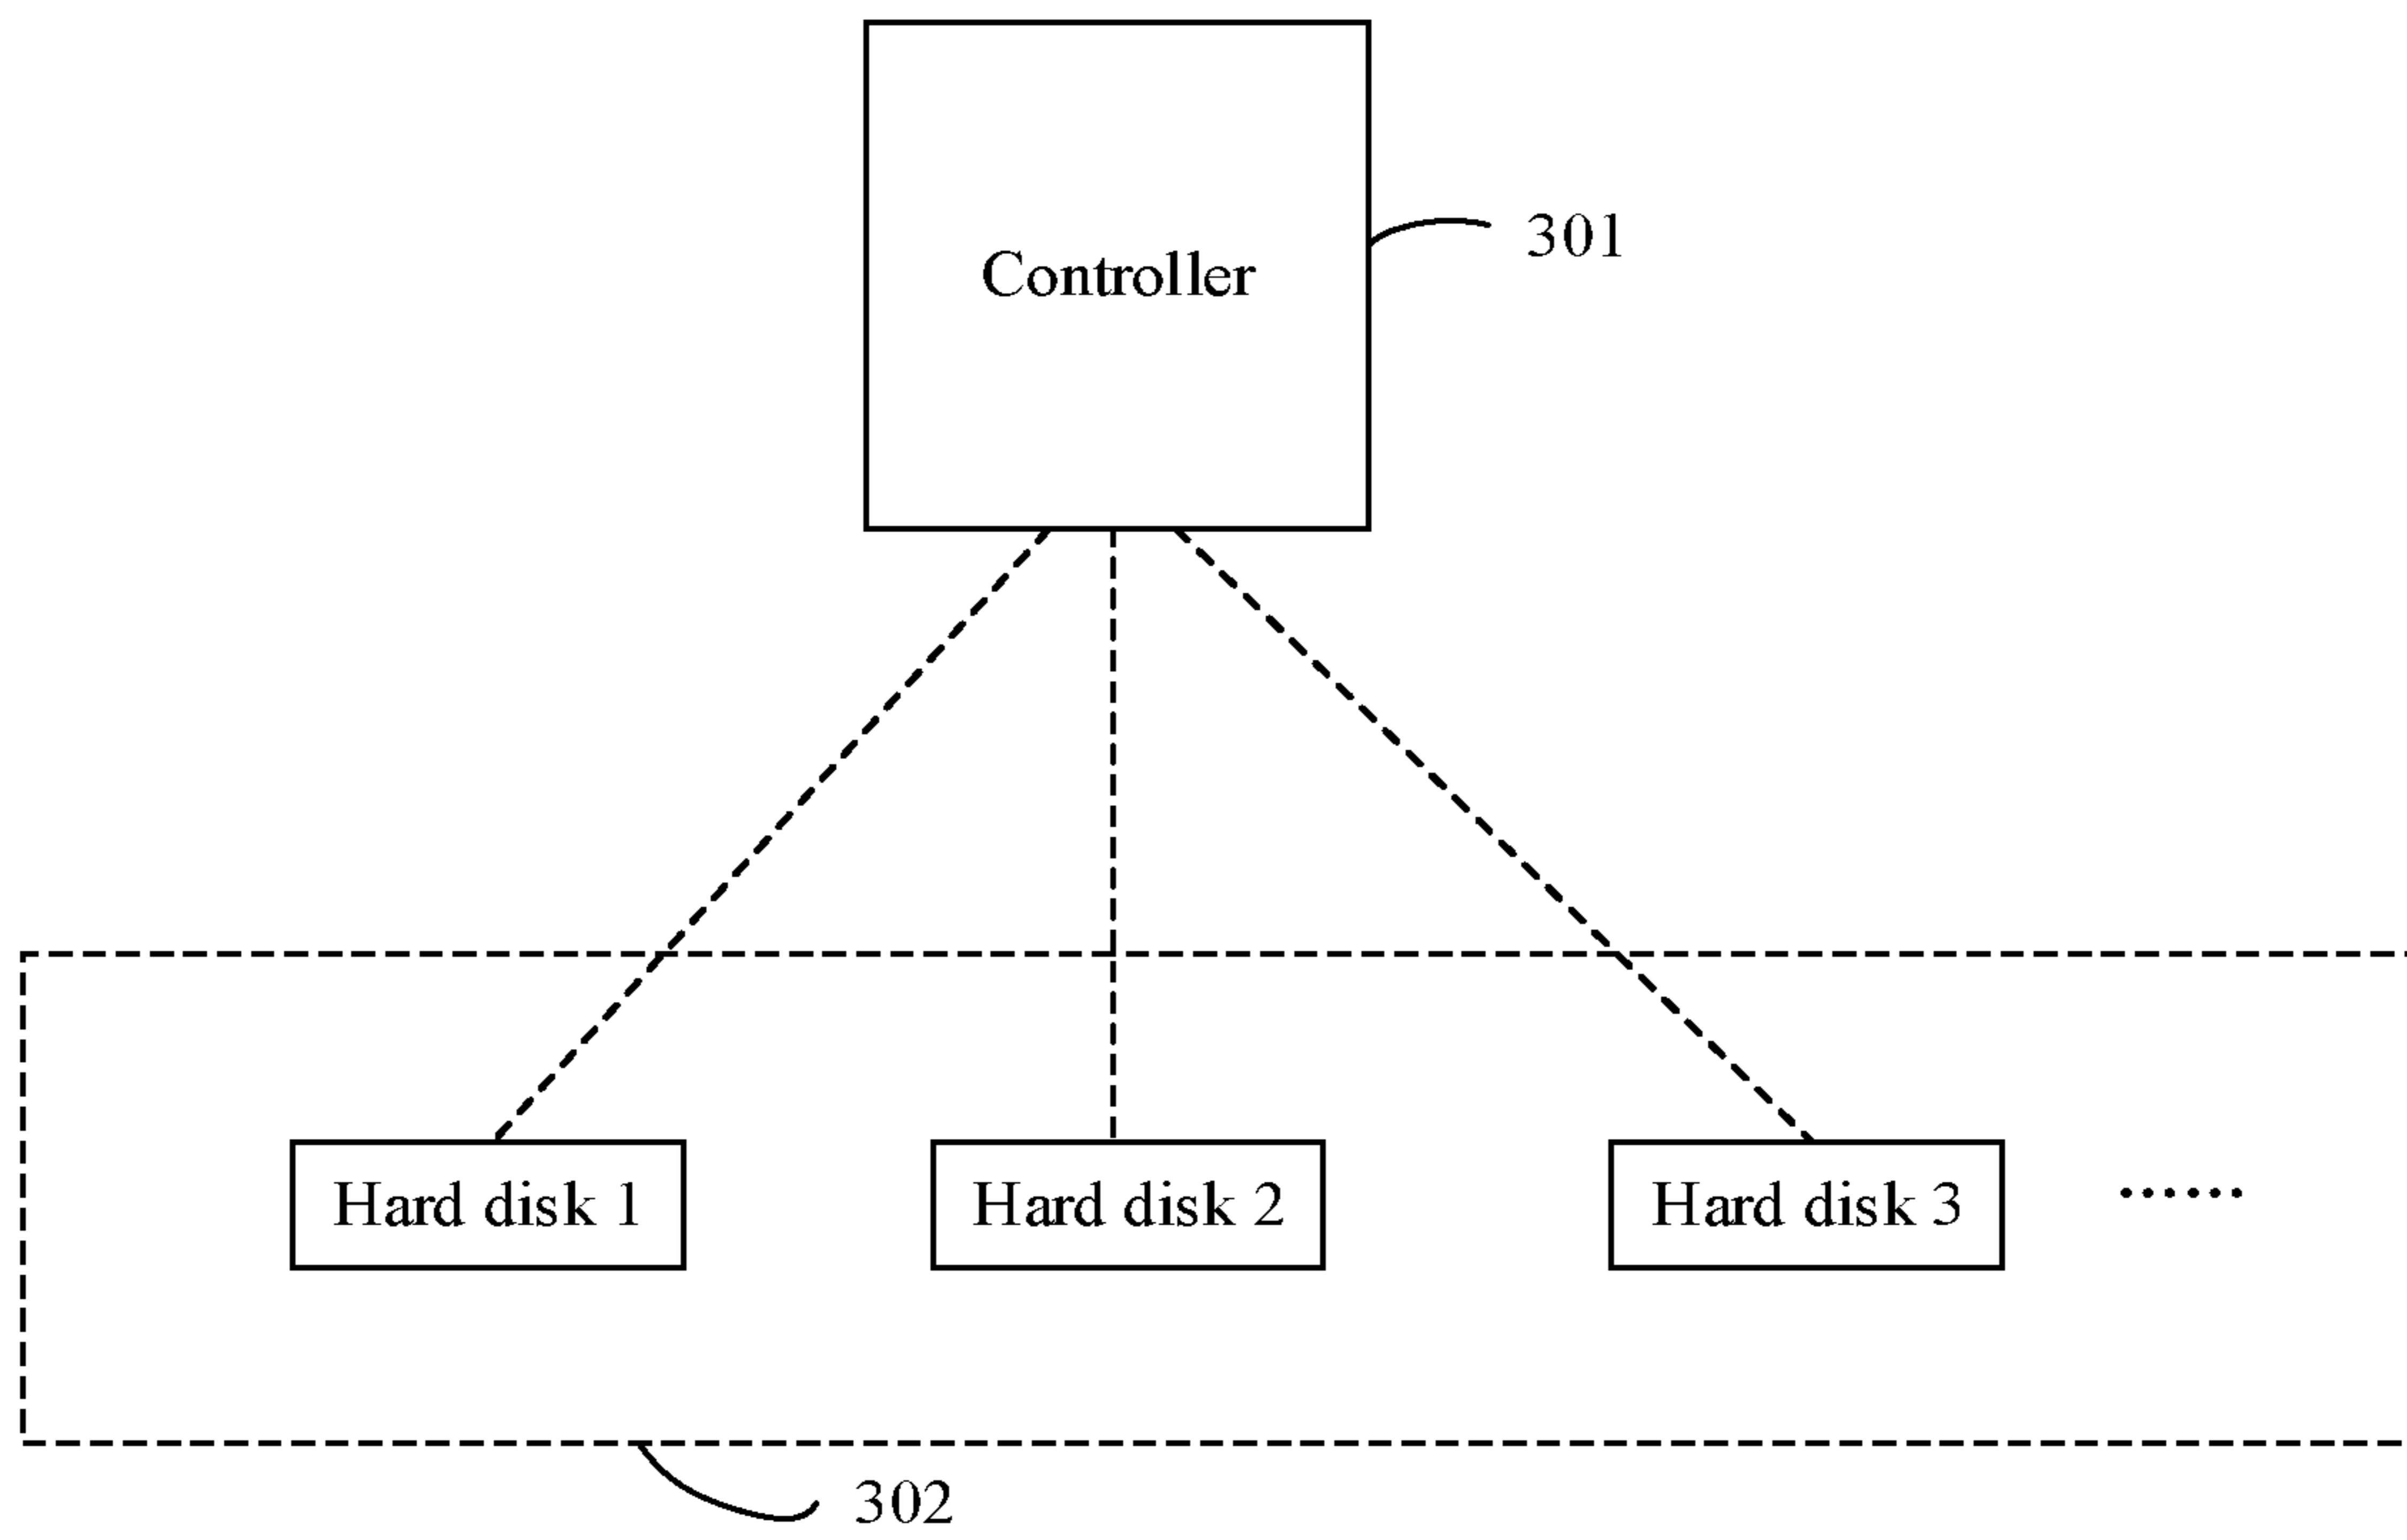 Controller
301
Hard disk 1
Hard disk 2
Hard disk 3
......
302